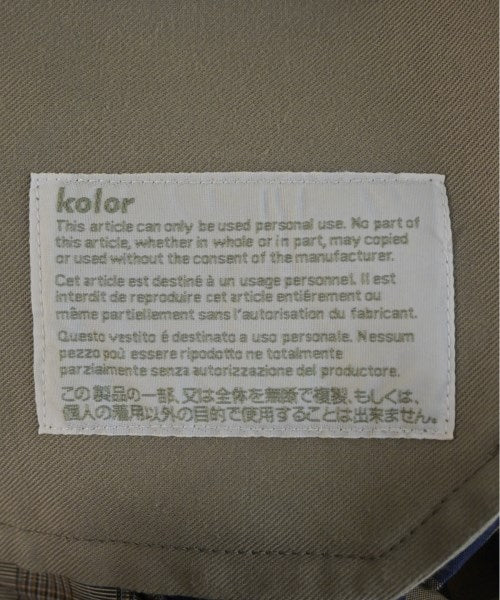 kolor
This article can only be used personal use. No part of
this article, whether in whole or in part, may copied
or used without the consent of the manufacturer.
Cet article est destiné à un usage personnel. Il est
interdit de reproduire cet article entiérement ou
même partiellement sans l'autorisation du fabricant.
Questo vestito é destinato a uso personale. Nessum
pezzo poù essere ripodotto ne totalmente
parzialmente senza autorizzazione del productore.
この製品の一部、又は全体を無断で複製、もしくは、
個人の着用以外の目的で使用することは出来ません。